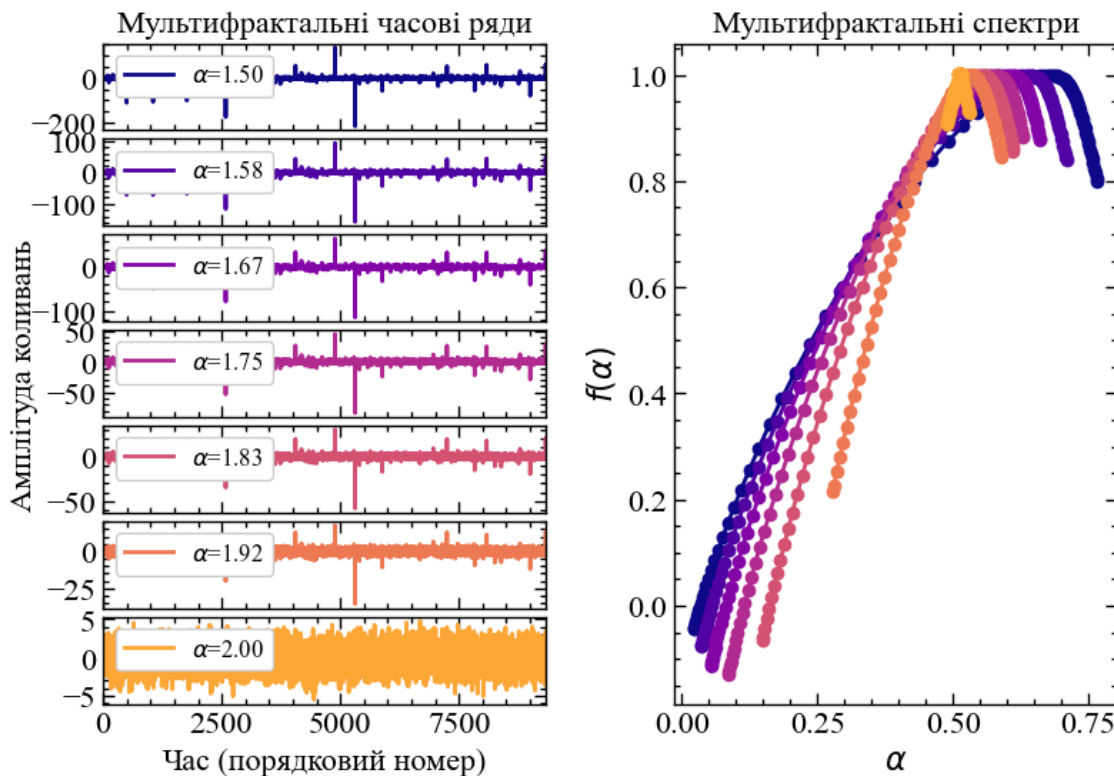 Мультифрактальні часові ряди
0
−200
α=1.50
100
0
−100
α=1.58
0
−100
α=1.67
50
0
−50
α=1.75
0
−50
α=1.83
0
−25
α=1.92
5
0
−5
α=2.00
0 2500 5000 7500
Час (порядковий номер)
Амплітуда коливань
Мультифрактальні спектри
1.0
0.8
0.6
0.4
0.2
0.0
f(α)
0.00 0.25 0.50 0.75
α